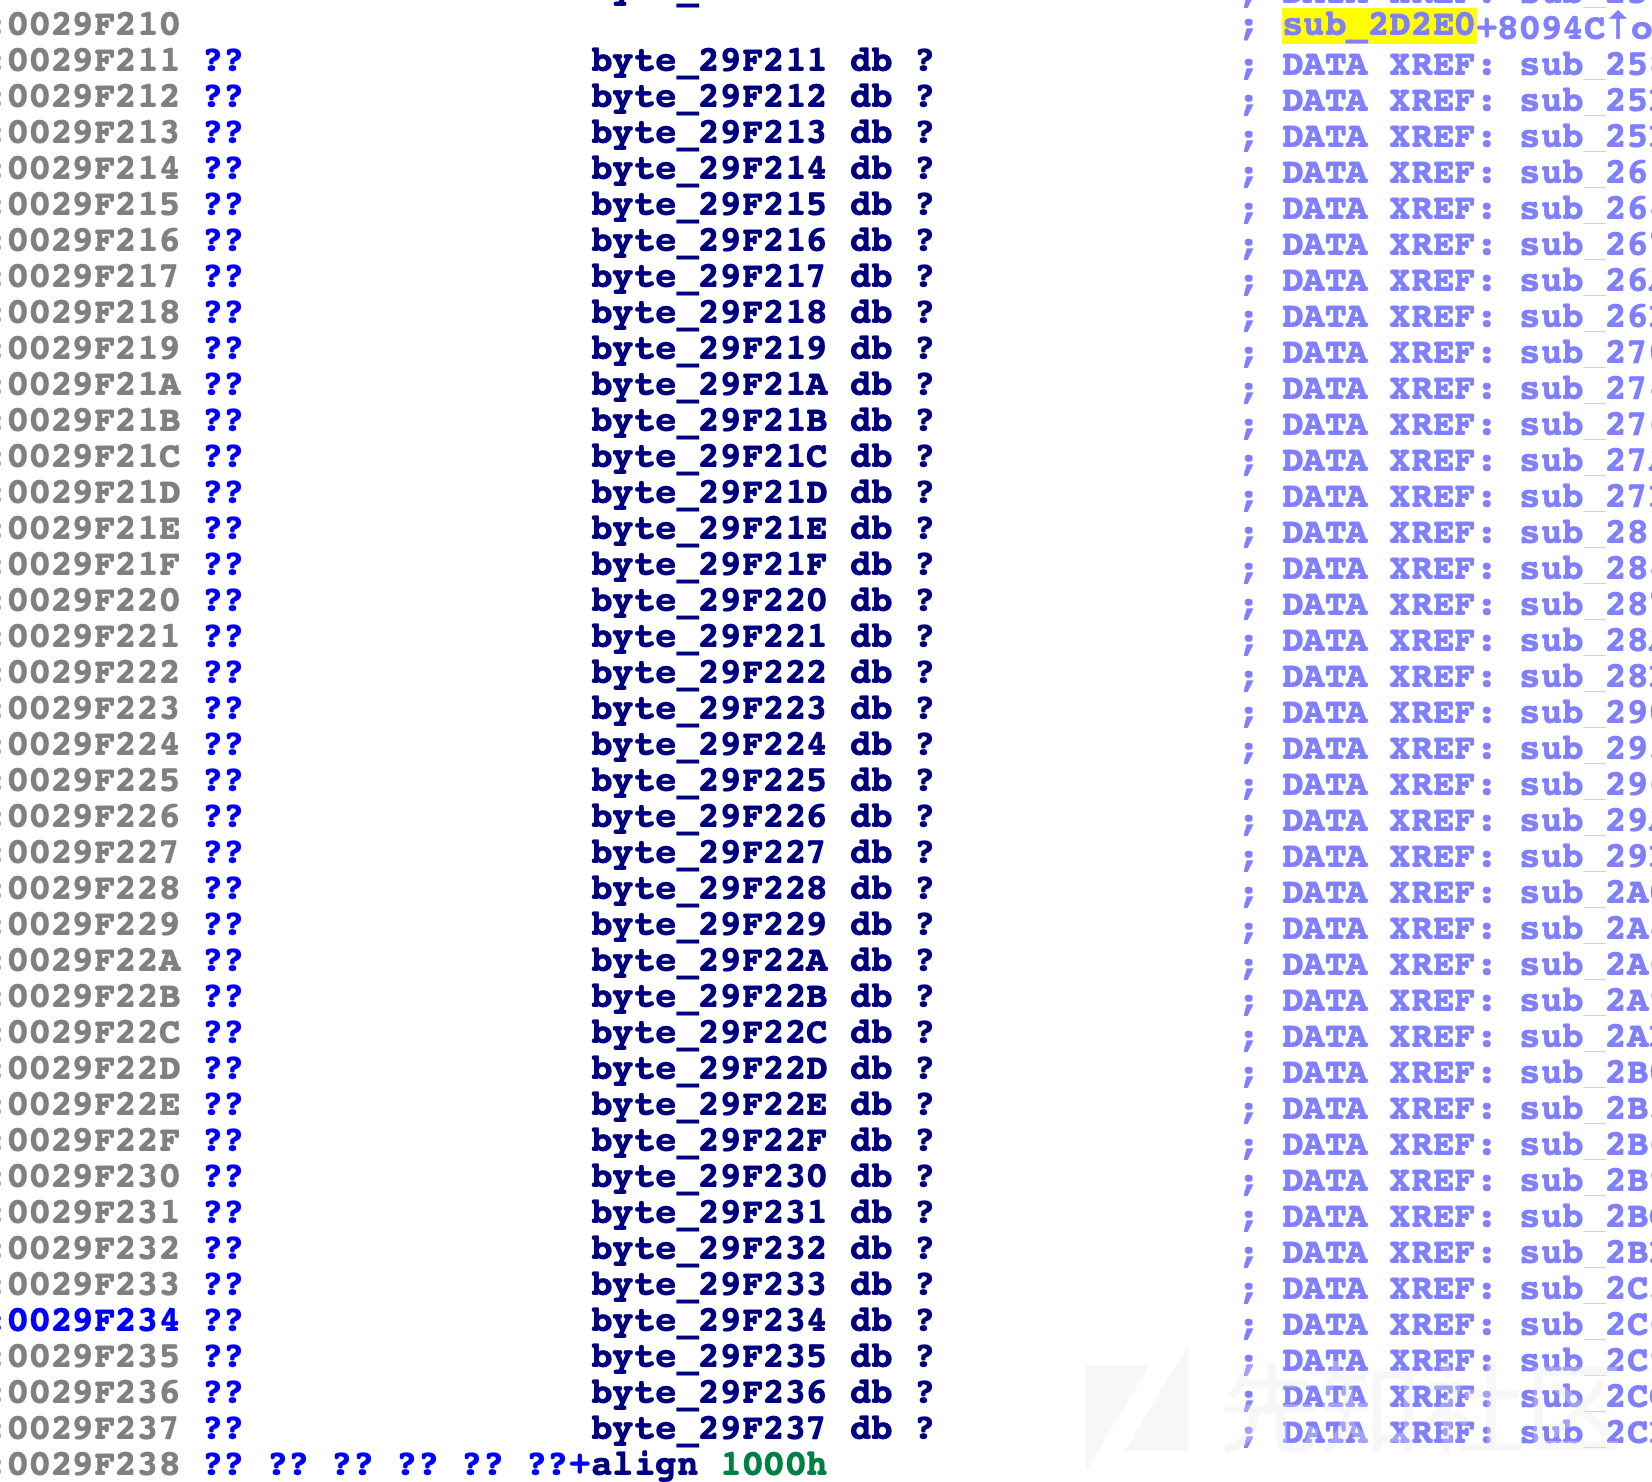 :0029F210 ; sub_2D2E0+8094C↑o
:0029F211 ?? byte_29F211 db ? ; DATA XREF: sub_25
:0029F212 ?? byte_29F212 db ? ; DATA XREF: sub_25
:0029F213 ?? byte_29F213 db ? ; DATA XREF: sub_25
:0029F214 ?? byte_29F214 db ? ; DATA XREF: sub_26
:0029F215 ?? byte_29F215 db ? ; DATA XREF: sub_26
:0029F216 ?? byte_29F216 db ? ; DATA XREF: sub_26
:0029F217 ?? byte_29F217 db ? ; DATA XREF: sub_26
:0029F218 ?? byte_29F218 db ? ; DATA XREF: sub_26
:0029F219 ?? byte_29F219 db ? ; DATA XREF: sub_27
:0029F21A ?? byte_29F21A db ? ; DATA XREF: sub_27
:0029F21B ?? byte_29F21B db ? ; DATA XREF: sub_27
:0029F21C ?? byte_29F21C db ? ; DATA XREF: sub_27
:0029F21D ?? byte_29F21D db ? ; DATA XREF: sub_27
:0029F21E ?? byte_29F21E db ? ; DATA XREF: sub_28
:0029F21F ?? byte_29F21F db ? ; DATA XREF: sub_28
:0029F220 ?? byte_29F220 db ? ; DATA XREF: sub_28
:0029F221 ?? byte_29F221 db ? ; DATA XREF: sub_28
:0029F222 ?? byte_29F222 db ? ; DATA XREF: sub_28
:0029F223 ?? byte_29F223 db ? ; DATA XREF: sub_29
:0029F224 ?? byte_29F224 db ? ; DATA XREF: sub_29
:0029F225 ?? byte_29F225 db ? ; DATA XREF: sub_29
:0029F226 ?? byte_29F226 db ? ; DATA XREF: sub_29
:0029F227 ?? byte_29F227 db ? ; DATA XREF: sub_29
:0029F228 ?? byte_29F228 db ? ; DATA XREF: sub_2A
:0029F229 ?? byte_29F229 db ? ; DATA XREF: sub_2A
:0029F22A ?? byte_29F22A db ? ; DATA XREF: sub_2A
:0029F22B ?? byte_29F22B db ? ; DATA XREF: sub_2A
:0029F22C ?? byte_29F22C db ? ; DATA XREF: sub_2A
:0029F22D ?? byte_29F22D db ? ; DATA XREF: sub_2B
:0029F22E ?? byte_29F22E db ? ; DATA XREF: sub_2B
:0029F22F ?? byte_29F22F db ? ; DATA XREF: sub_2B
:0029F230 ?? byte_29F230 db ? ; DATA XREF: sub_2B
:0029F231 ?? byte_29F231 db ? ; DATA XREF: sub_2B
:0029F232 ?? byte_29F232 db ? ; DATA XREF: sub_2B
:0029F233 ?? byte_29F233 db ? ; DATA XREF: sub_2C
:0029F234 ?? byte_29F234 db ? ; DATA XREF: sub_2C
:0029F235 ?? byte_29F235 db ? ; DATA XREF: sub_2C
:0029F236 ?? byte_29F236 db ? ; DATA XREF: sub_2C
:0029F237 ?? byte_29F237 db ? ; DATA XREF: sub_2C
:0029F238 ?? ?? ?? ?? ?? ??+align 1000h
先知社区